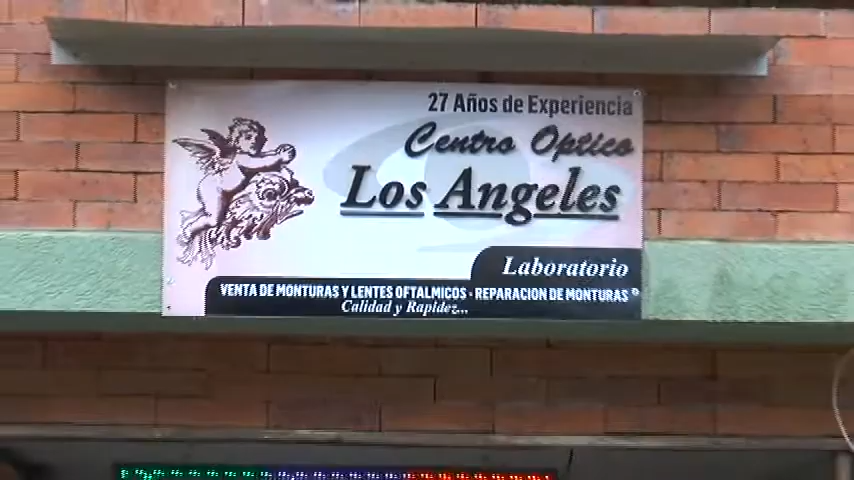 27 Años de Experiencia
Centro Optico
Los Angeles
Laboratorio
VENTA DE MONTURAS Y LENTES OFTALMICOS · REPARACION DE MONTURAS
Calidad y Rapidez...